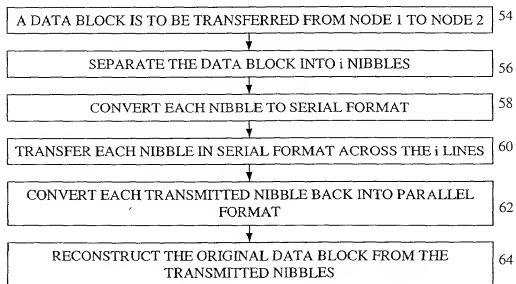 A DATA BLOCK IS TO BE TRANSFERRED FROM NODE 1 TO NODE 2 54
SEPARATE THE DATA BLOCK INTO i NIBBLES 56
CONVERT EACH NIBBLE TO SERIAL FORMAT 58
TRANSFER EACH NIBBLE IN SERIAL FORMAT ACROSS THE i LINES 60
CONVERT EACH TRANSMITTED NIBBLE BACK INTO PARALLEL
FORMAT 62
RECONSTRUCT THE ORIGINAL DATA BLOCK FROM THE
TRANSMITTED NIBBLES 64